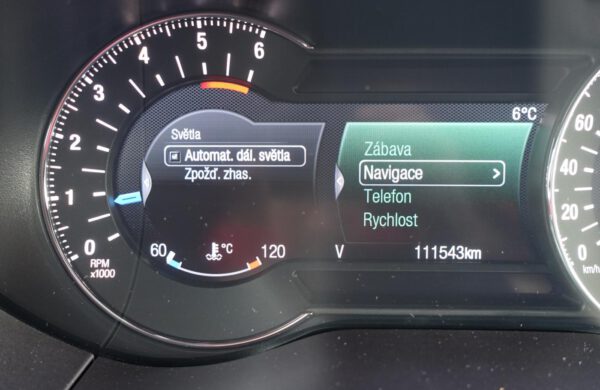 0
1
2
3
4
5
6
RPM
x1000
Světla
Automat. dál. světla
Zpožď. zhas.
60
°C
120
6°C
Zábava
Navigace >
Telefon
Rychlost
V
111543km
60
40
20
0
km/h